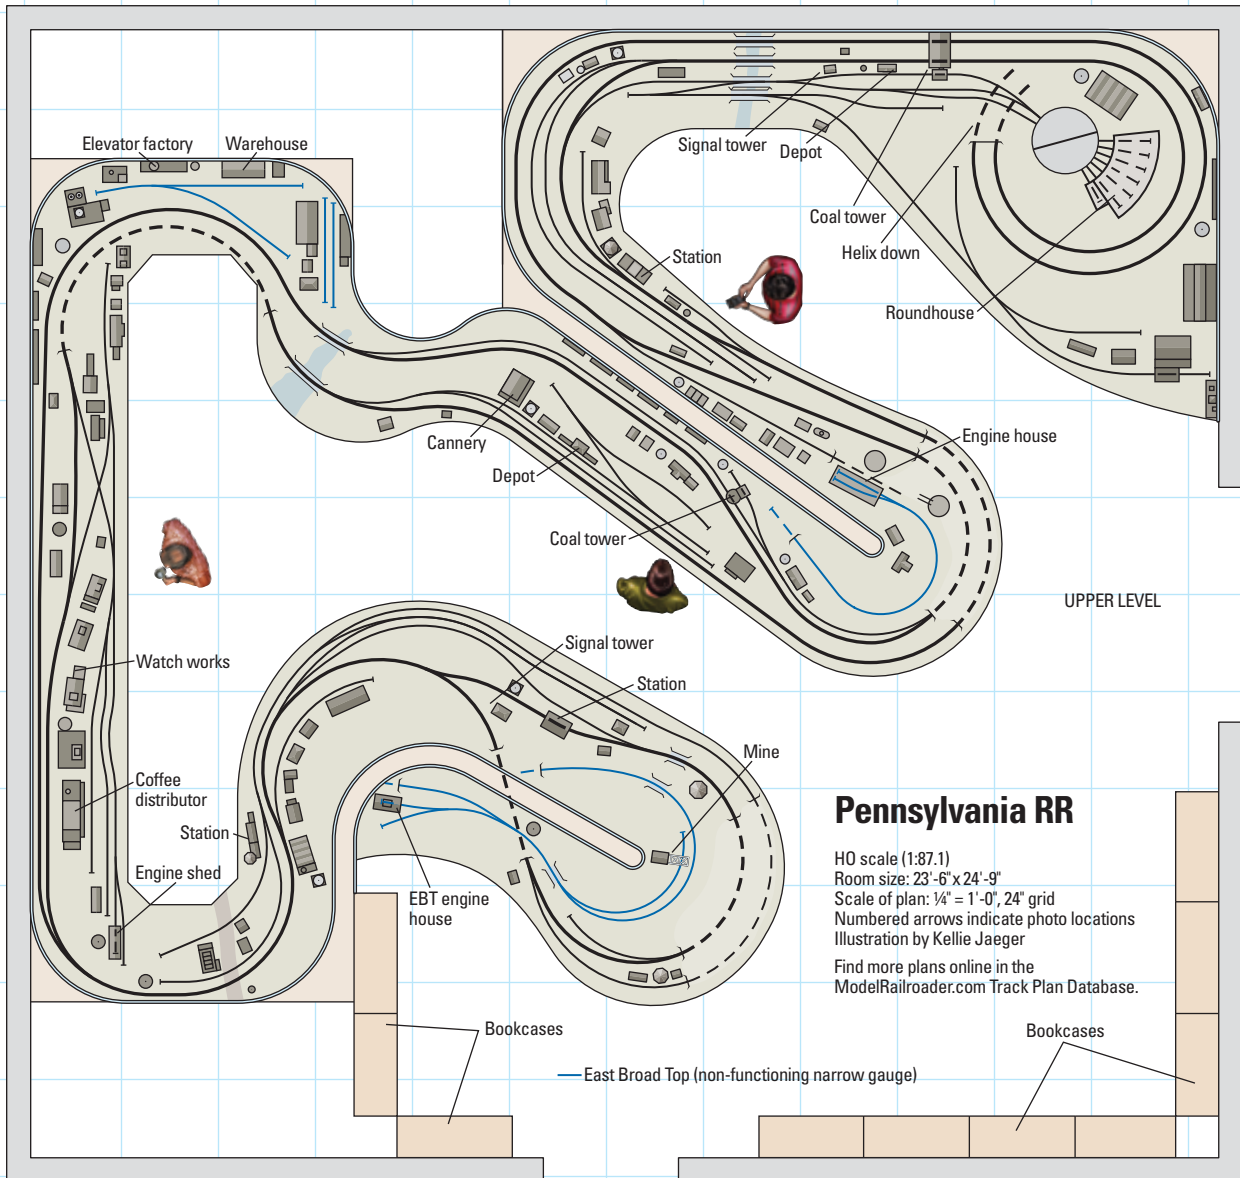 Elevator factory
Warehouse
Signal tower
Depot
Coal tower
Helix down
Roundhouse
Station
Cannery
Depot
Engine house
Coal tower
UPPER LEVEL
Watch works
Signal tower
Station
Mine
Coffee
distributor
Station
Engine shed
EBT engine
house
Pennsylvania RR
HO scale (1:87.1)
Room size: 23'-6" x 24'-9"
Scale of plan: ¼" = 1'-0", 24" grid
Numbered arrows indicate photo locations
Illustration by Kellie Jaeger
Find more plans online in the
ModelRailroader.com Track Plan Database.
Bookcases
Bookcases
East Broad Top (non-functioning narrow gauge)